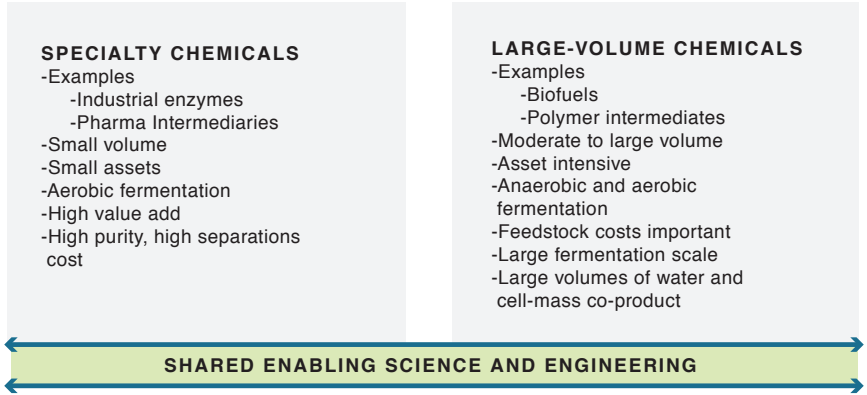 SPECIALTY CHEMICALS
-Examples
-Industrial enzymes
-Pharma Intermediaries
-Small volume
-Small assets
-Aerobic fermentation
-High value add
-High purity, high separations
cost
LARGE-VOLUME CHEMICALS
-Examples
-Biofuels
-Polymer intermediates
-Moderate to large volume
-Asset intensive
-Anaerobic and aerobic
fermentation
-Feedstock costs important
-Large fermentation scale
-Large volumes of water and
cell-mass co-product
SHARED ENABLING SCIENCE AND ENGINEERING